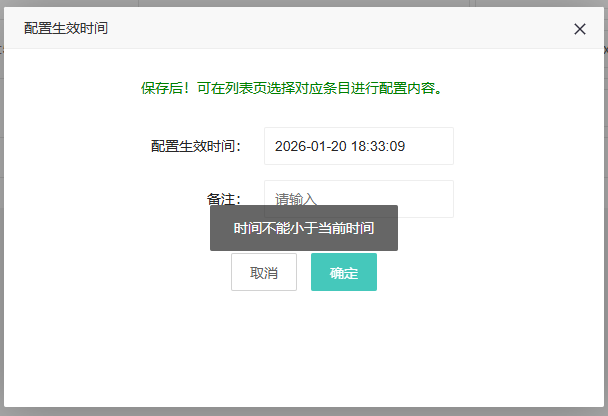 配置生效时间
保存后！可在列表页选择对应条目进行配置内容。
配置生效时间：
2026-01-20 18:33:09
备注：
请输入
时间不能小于当前时间
取消
确定